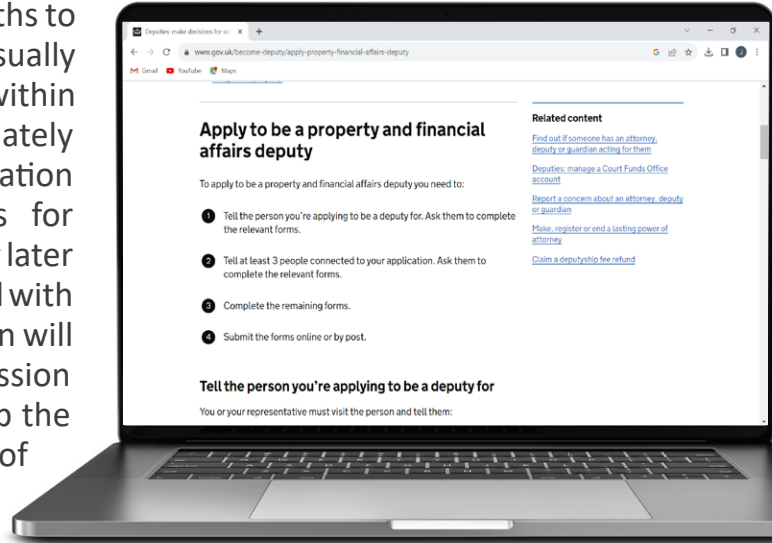 ths to
sually
within
ately
ation
s for
later
d with
n will
ssion
o the
of
Deputies: make decisions for so
www.gov.uk/become-deputy/apply-property-financial-affairs-deputy
Gmail YouTube Maps
Apply to be a property and financial
affairs deputy
To apply to be a property and financial affairs deputy you need to:
1 Tell the person you're applying to be a deputy for. Ask them to complete
the relevant forms.
2 Tell at least 3 people connected to your application. Ask them to
complete the relevant forms.
3 Complete the remaining forms.
4 Submit the forms online or by post.
Tell the person you're applying to be a deputy for
You or your representative must visit the person and tell them:
Related content
Find out if someone has an attorney,
deputy or guardian acting for them
Deputies: manage a Court Funds Office
account
Report a concern about an attorney, deputy
or guardian
Make, register or end a lasting power of
attorney
Claim a deputyship fee refund